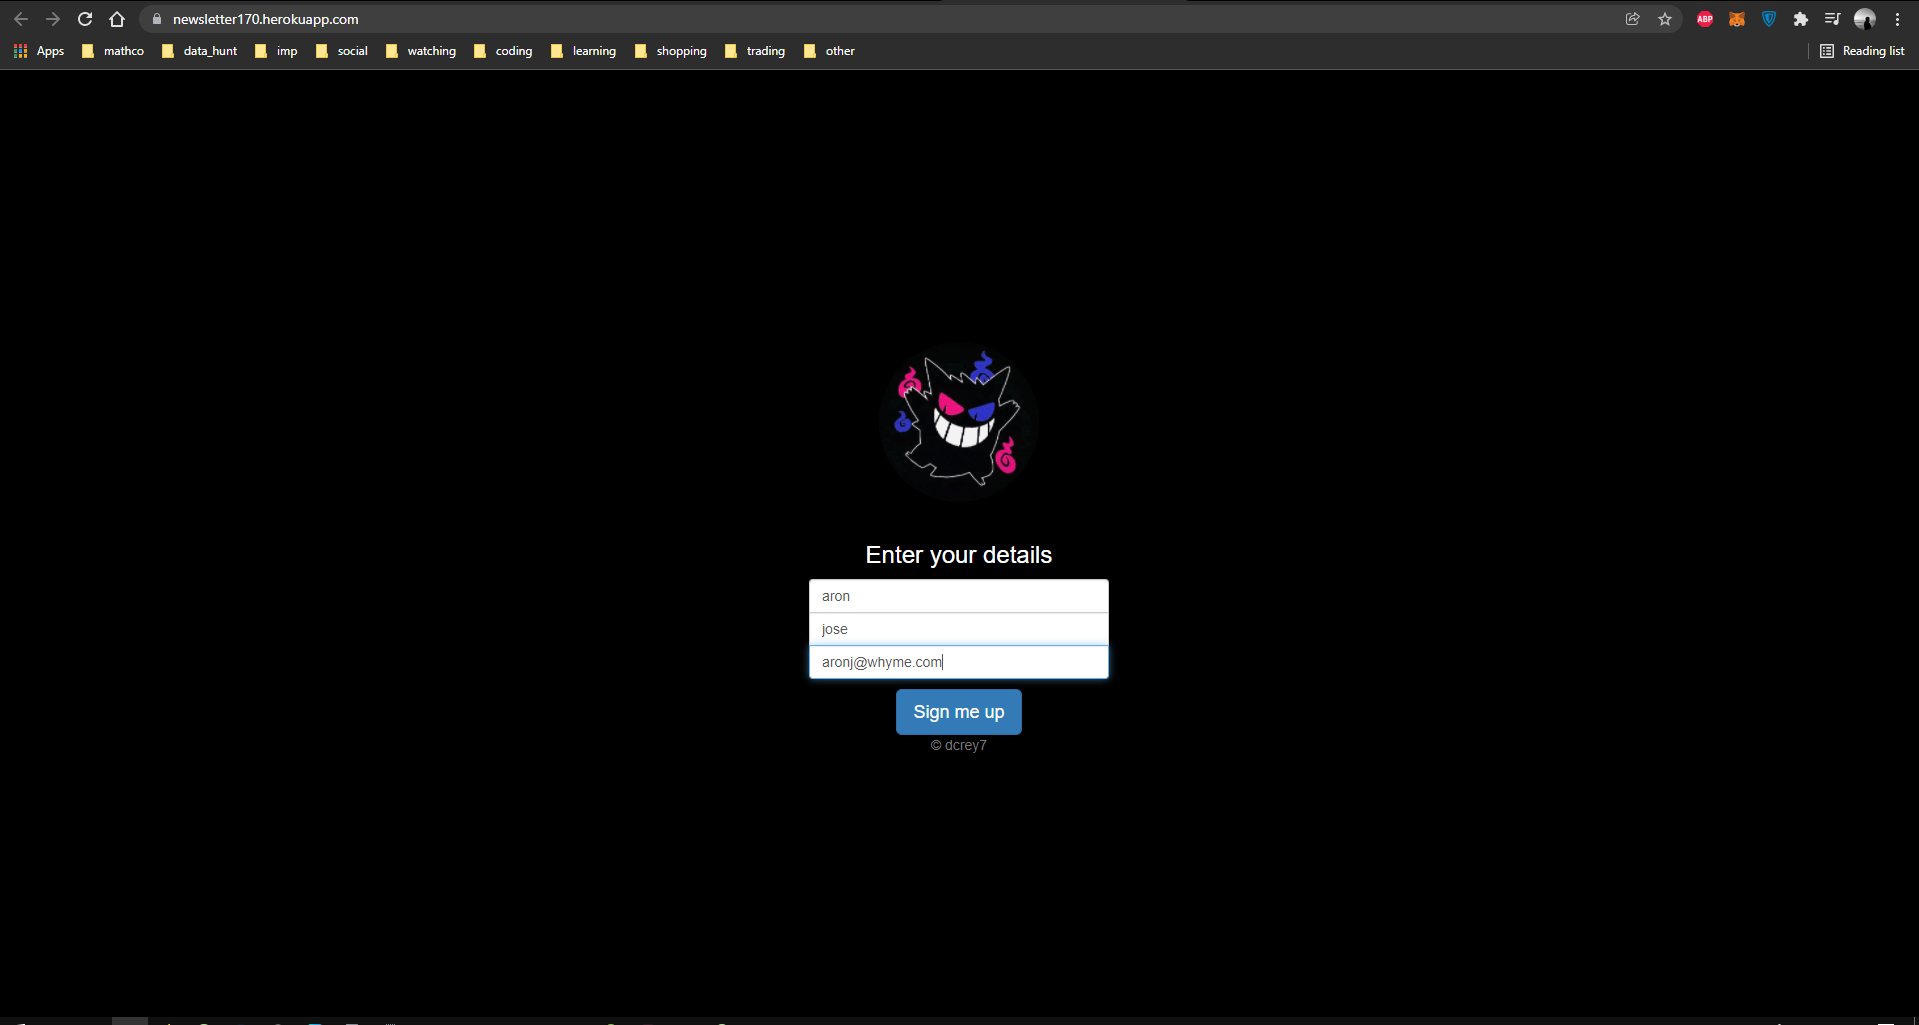 newsletter170.herokuapp.com
ABP
Apps mathco data_hunt imp social watching coding learning shopping trading other Reading list
Enter your details
aron
jose
aronj@whyme.com
Sign me up
© dcrey7